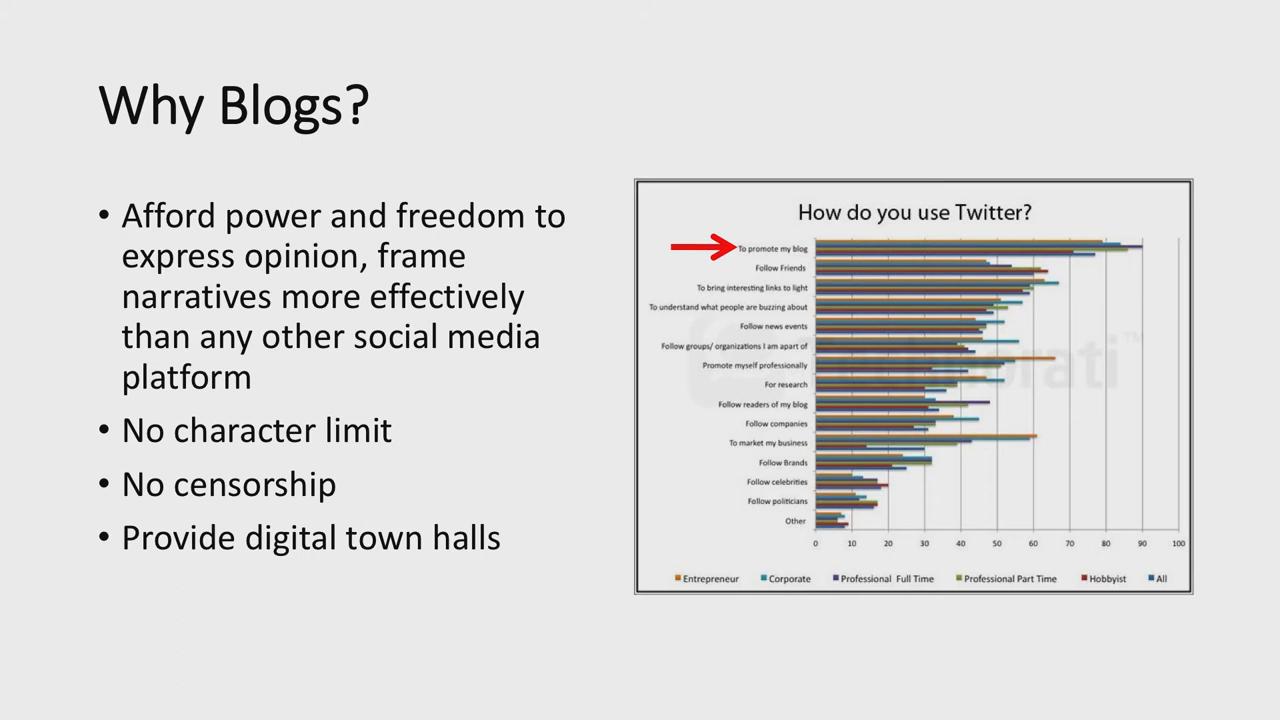 Why Blogs?
• Afford power and freedom to
express opinion, frame
narratives more effectively
than any other social media
platform
• No character limit
• No censorship
• Provide digital town halls
How do you use Twitter?
To promote my blog
Follow Friends
To bring interesting links to light
To understand what people are buzzing about
Follow news events
Follow groups/ organizations I am apart of
Promote myself professionally
For research
Follow readers of my blog
Follow companies
To market my business
Follow Brands
Follow celebrities
Follow politicians
Other
0 10 20 30 40 50 60 70 80 90 100
Entrepreneur Corporate Professional Full Time Professional Part Time Hobbyist All